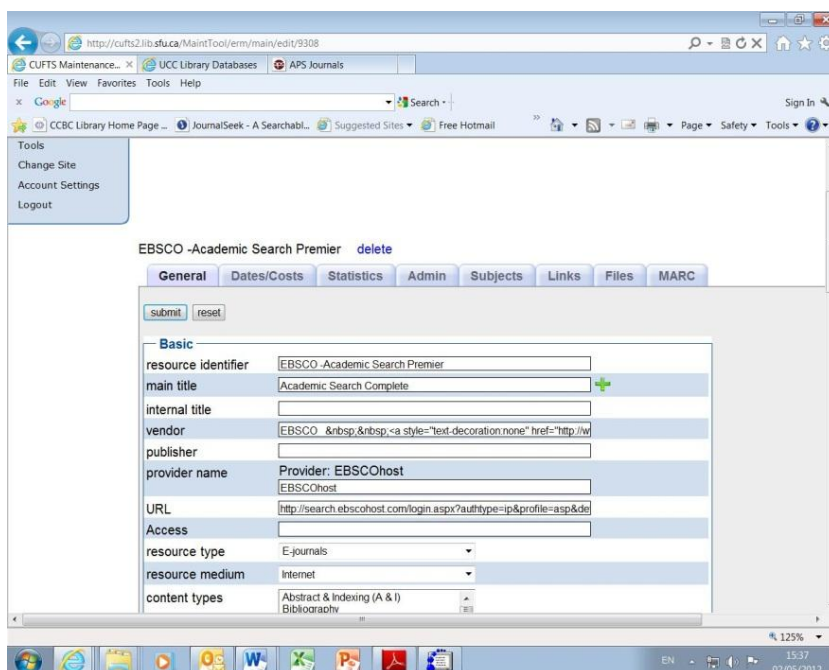 http://cufts2.lib.sfu.ca/MaintTool/erm/main/edit/9308
CUFTS Maintenance... UCC Library Databases APS Journals
File Edit View Favorites Tools Help
x Google Search Sign In
CCBC Library Home Page ... JournalSeek - A Searchabl... Suggested Sites Free Hotmail » Page Safety Tools
Tools
Change Site
Account Settings
Logout
EBSCO -Academic Search Premier delete
General Dates/Costs Statistics Admin Subjects Links Files MARC
submit reset
Basic
resource identifier EBSCO -Academic Search Premier
main title Academic Search Complete
internal title
vendor EBSCO &nbsp;&nbsp;<a style="text-decoration:none" href="http://w
publisher
provider name Provider: EBSCOhost
EBSCOhost
URL http://search.ebscohost.com/login.aspx?authtype=ip&profile=asp&de
Access
resource type E-journals
resource medium Internet
content types Abstract & Indexing (A & I)
Bibliography
125%
EN 15:37